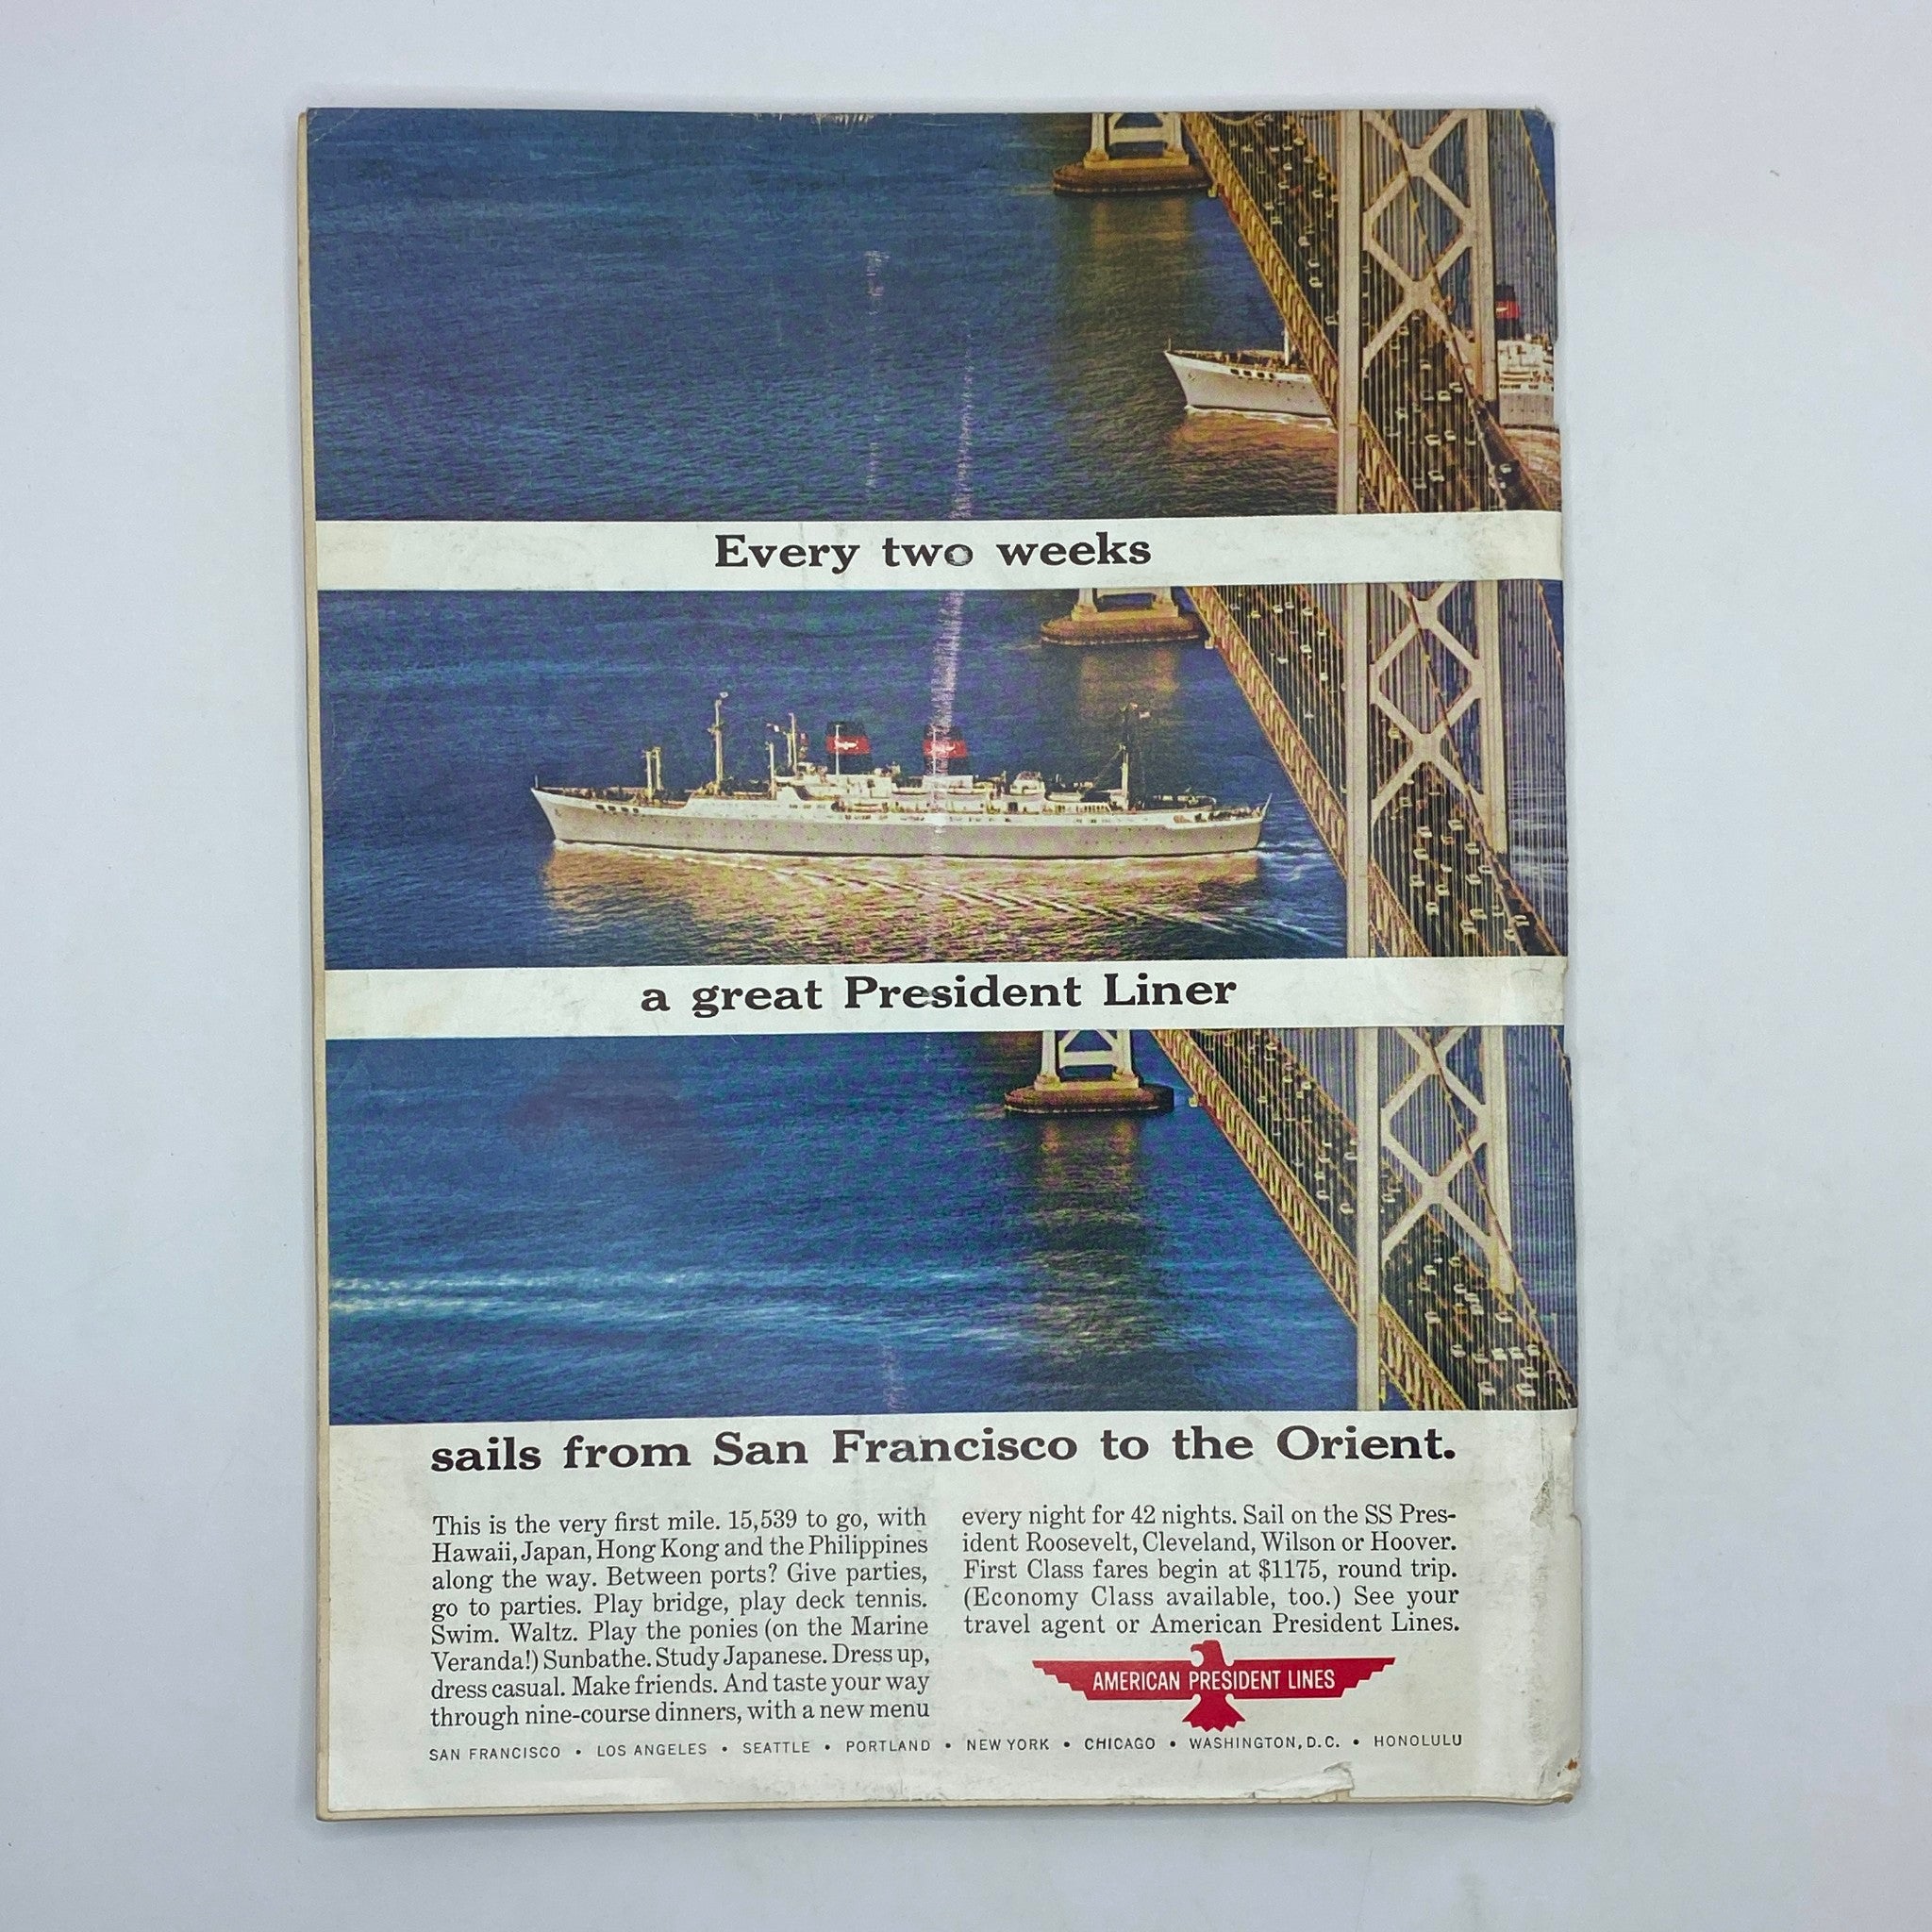 Every two weeks
a great President Liner
sails from San Francisco to the Orient.
This is the very first mile. 15,539 to go, with
Hawaii, Japan, Hong Kong and the Philippines
along the way. Between ports? Give parties,
go to parties. Play bridge, play deck tennis.
Swim. Waltz. Play the ponies (on the Marine
Veranda!) Sunbathe. Study Japanese. Dress up,
dress casual. Make friends. And taste your way
through nine-course dinners, with a new menu
every night for 42 nights. Sail on the SS Pres-
ident Roosevelt, Cleveland, Wilson or Hoover.
First Class fares begin at $1175, round trip.
(Economy Class available, too.) See your
travel agent or American President Lines.
AMERICAN PRESIDENT LINES
SAN FRANCISCO • LOS ANGELES • SEATTLE • PORTLAND • NEW YORK • CHICAGO • WASHINGTON, D.C. • HONOLULU